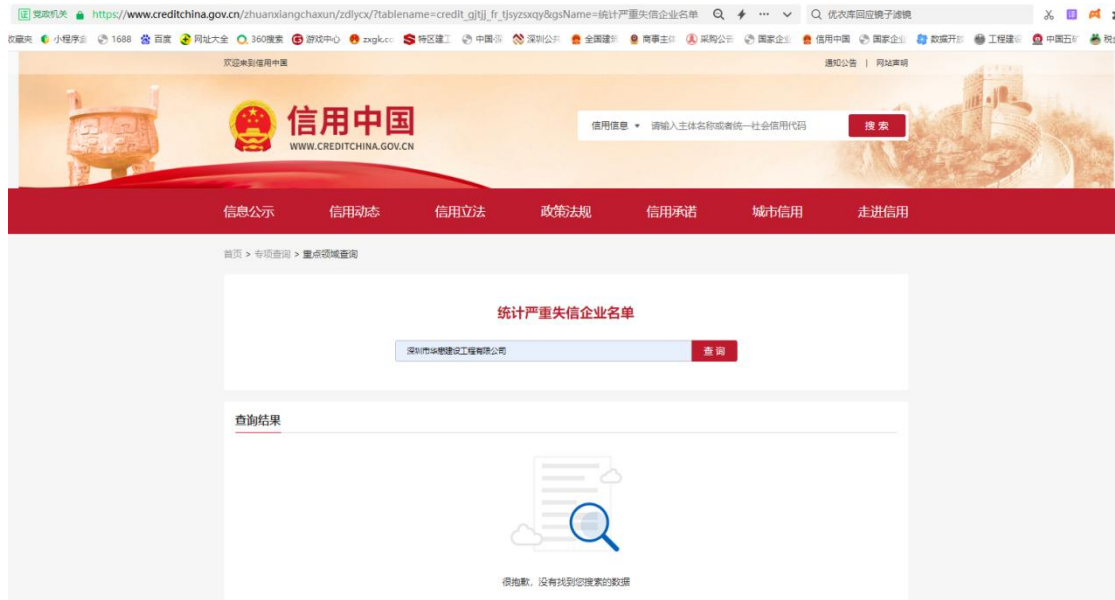 证 党政机关 https://www.creditchina.gov.cn/zhuanxiangchaxun/zdlycx/?tablename=credit_gjtjj_fr_tjsyzsxqy&gsName=统计严重失信企业名单 优衣库回应镜子滤镜
收藏夹 小程序 1688 百度 网址大全 360搜索 游戏中心 zxgk.co 特区建工 中国 深圳公共 全国建 商事主体 采购公示 国家企业 信用中国 国家企业 数据开放 工程建设 中国五矿
欢迎来到信用中国 通知公告 | 网站声明
信用中国
WWW.CREDITCHINA.GOV.CN
信用信息 请输入主体名称或者统一社会信用代码 搜索
信息公示 信用动态 信用立法 政策法规 信用承诺 城市信用 走进信用
首页 > 专项查询 > 重点领域查询
统计严重失信企业名单
深圳市华懋建设工程有限公司 查询
查询结果
很抱歉，没有找到您搜索的数据